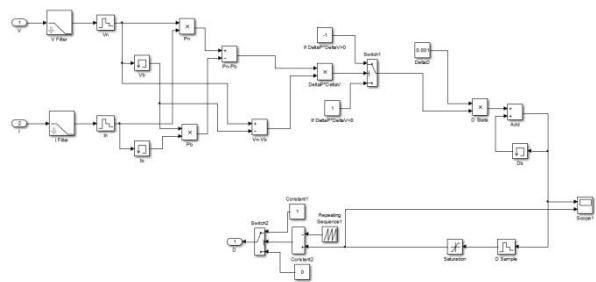 1
V
V Filter
Vn
Pn
Vb
Pn-Pb
-1
If DeltaP*DeltaV>0
Switch1
DeltaP*DeltaV
0.001
DeltaD
1
If DeltaP*DeltaV<0
D State
Add
Db
2
I
I Filter
In
Ib
Pb
Vn-Vb
Scope1
Constant1
1
Switch2
Repeating
Sequence1
1
D
Constant2
0
Saturation
D Sample